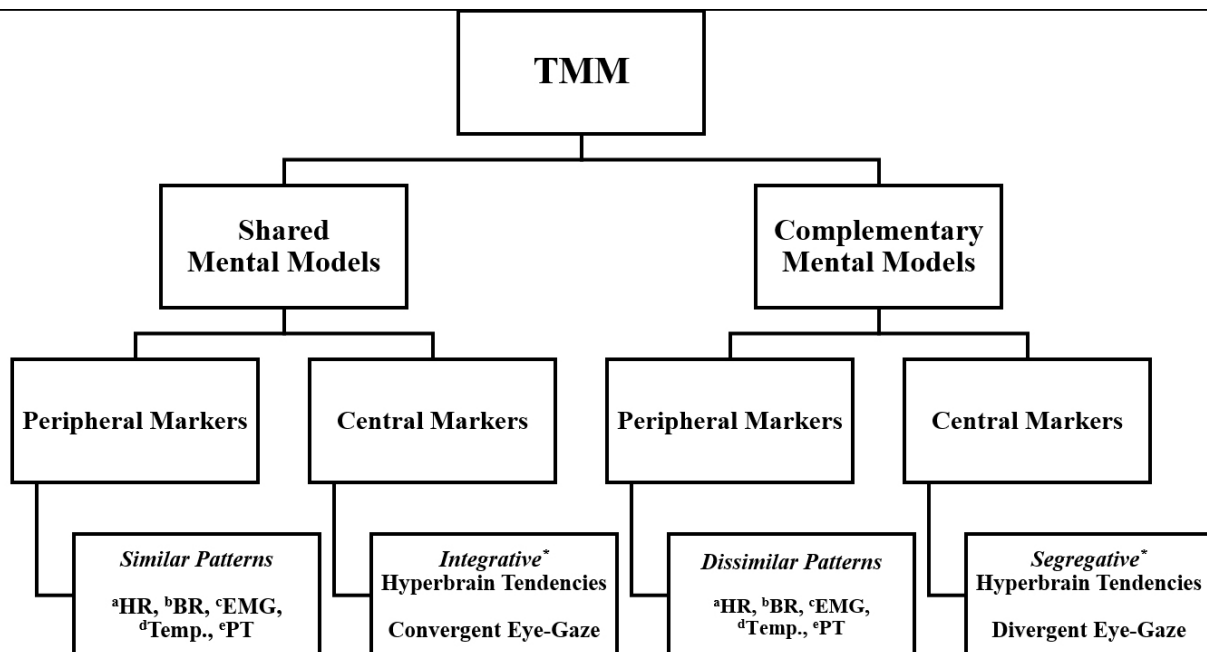 TMM
Shared
Mental Models
Complementary
Mental Models
Peripheral Markers
Central Markers
Peripheral Markers
Central Markers
Similar Patterns
ᵃHR, ᵇBR, ᶜEMG,
ᵈTemp., ᵉPT
Integrative*
Hyperbrain Tendencies
Convergent Eye-Gaze
Dissimilar Patterns
ᵃHR, ᵇBR, ᶜEMG,
ᵈTemp., ᵉPT
Segregative*
Hyperbrain Tendencies
Divergent Eye-Gaze